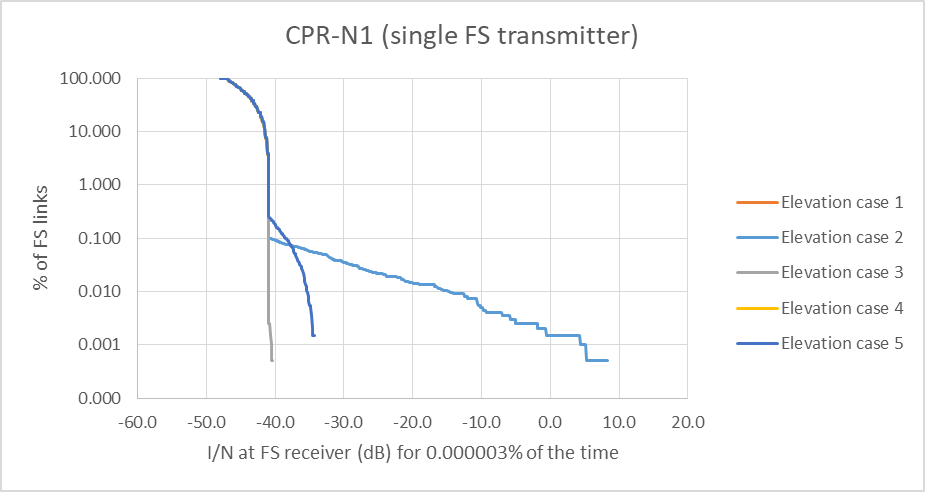 CPR-N1 (single FS transmitter)
100.000
10.000
1.000
0.100
0.010
0.001
0.000
% of FS links
-60.0 -50.0 -40.0 -30.0 -20.0 -10.0 0.0 10.0 20.0
I/N at FS receiver (dB) for 0.000003% of the time
Elevation case 1
Elevation case 2
Elevation case 3
Elevation case 4
Elevation case 5